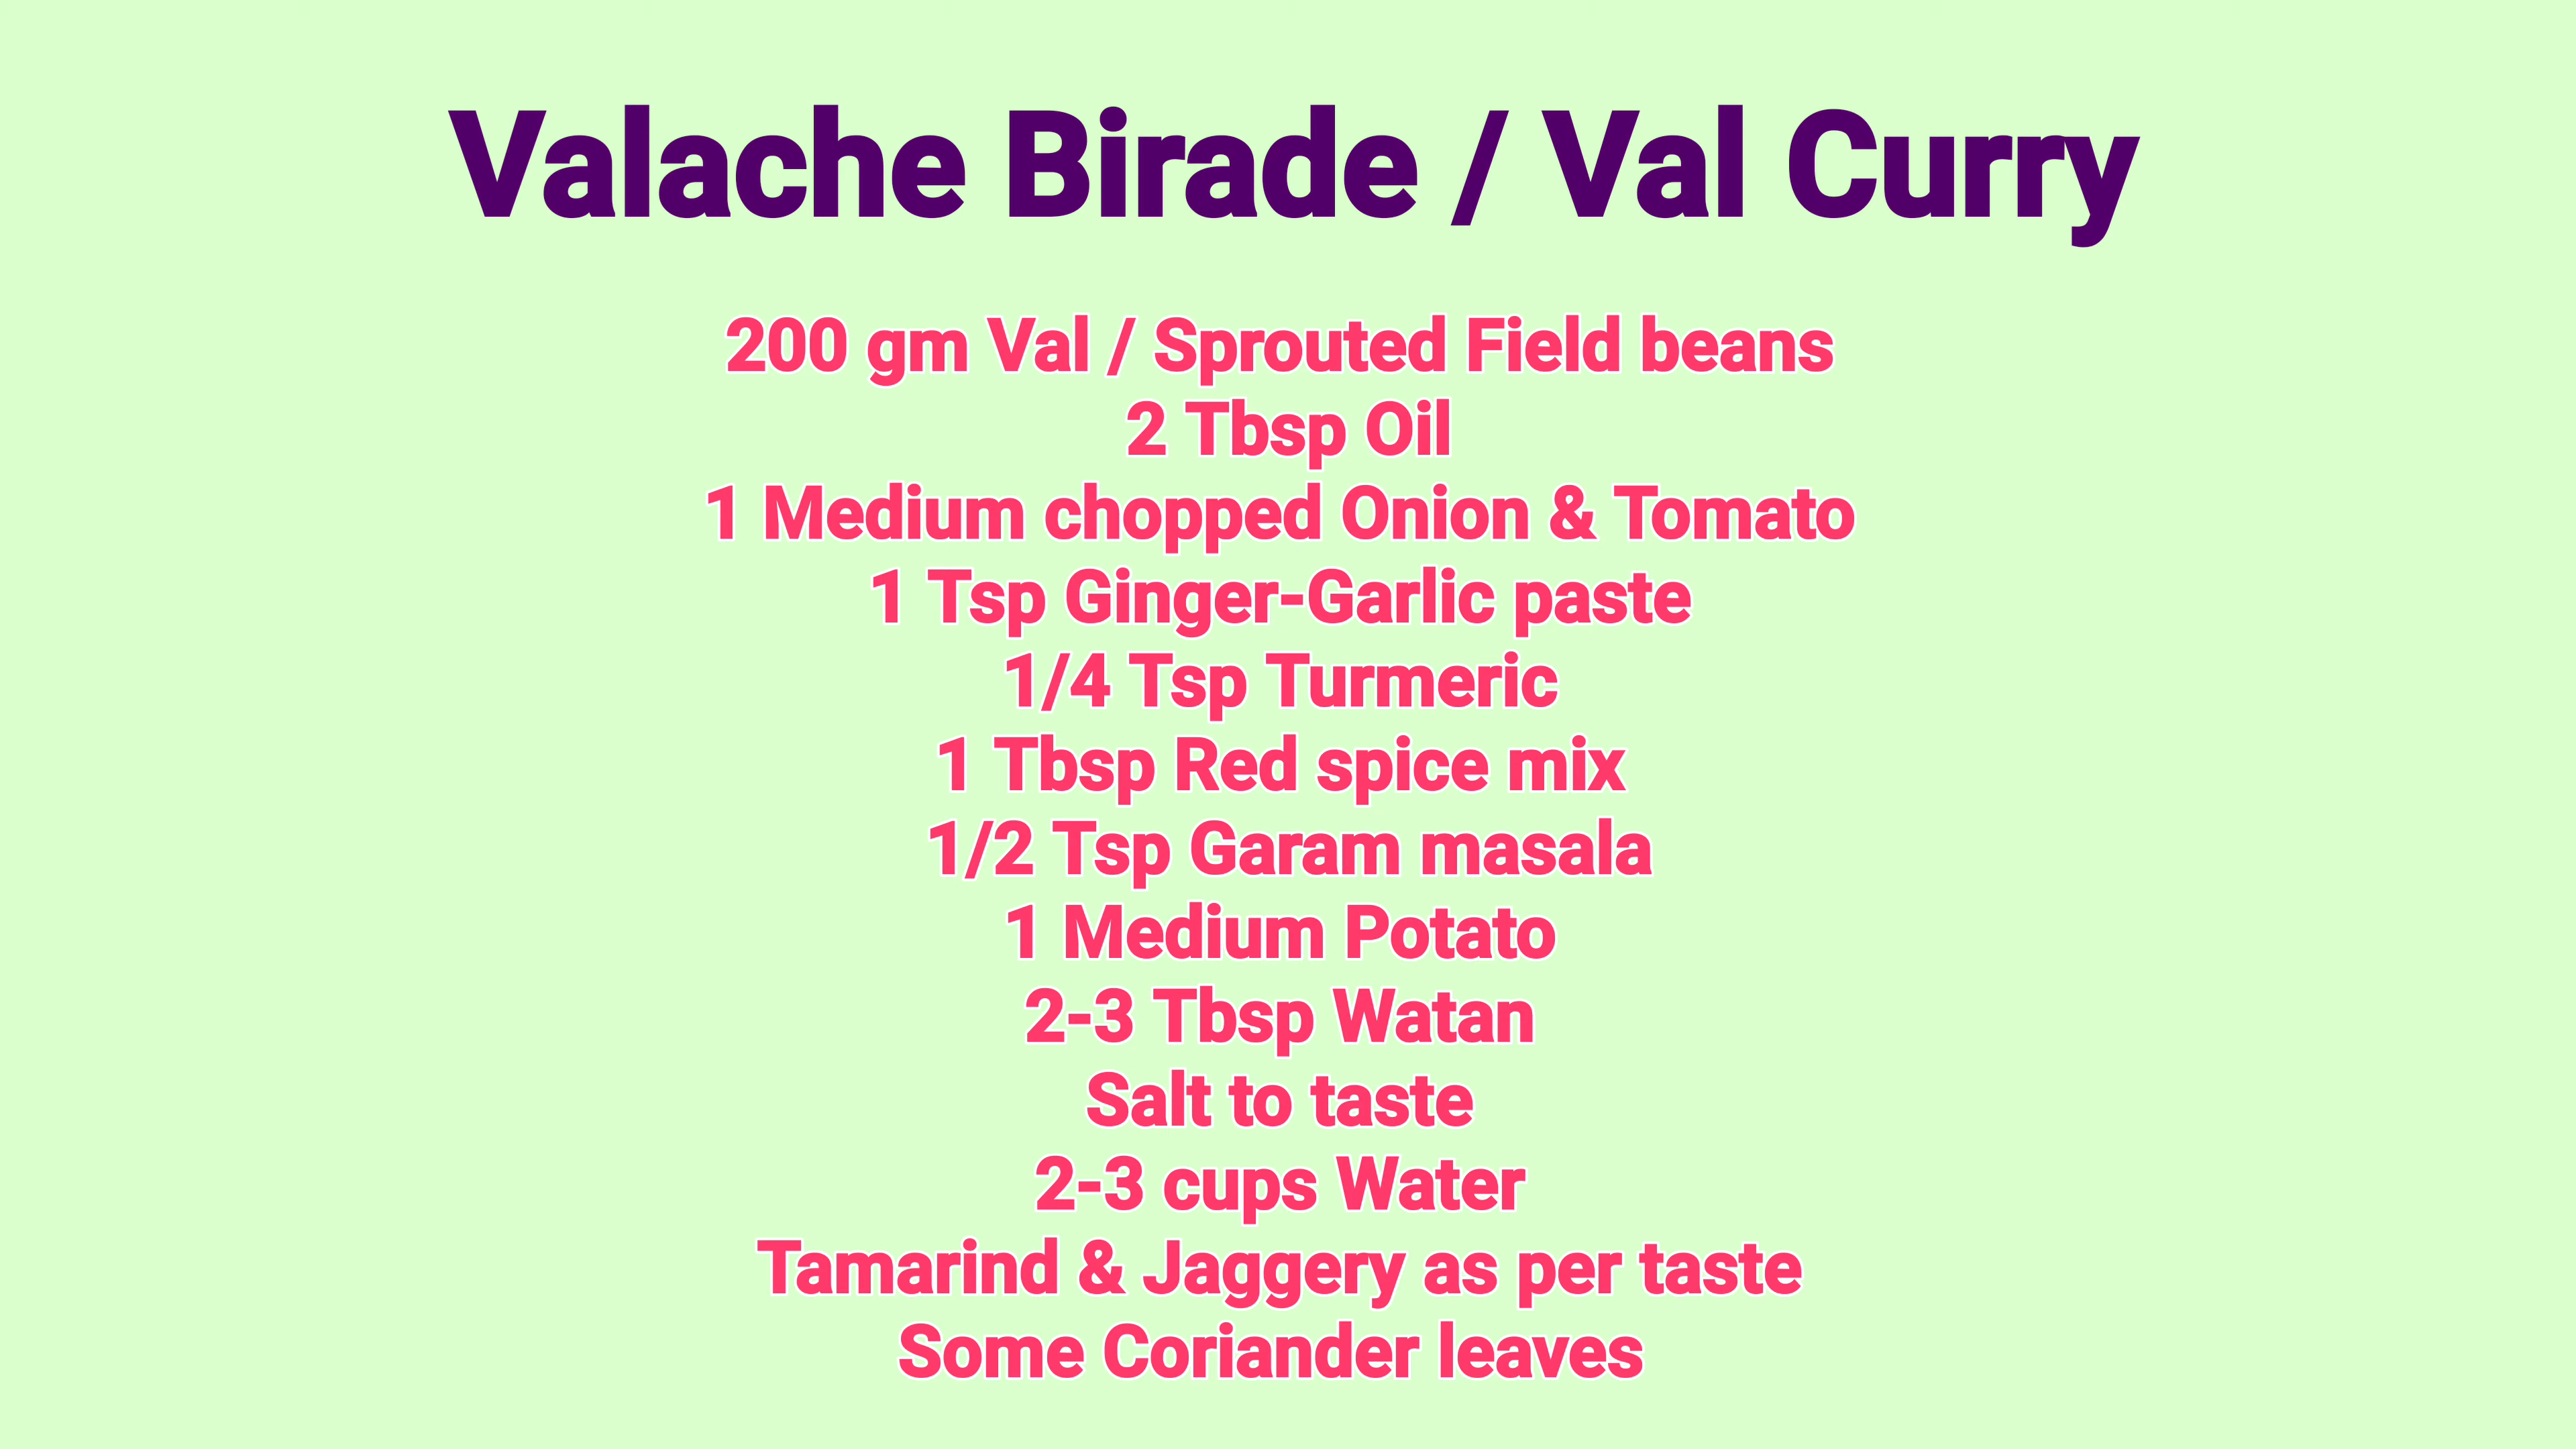 Valache Birade / Val Curry
200 gm Val / Sprouted Field beans
2 Tbsp Oil
1 Medium chopped Onion & Tomato
1 Tsp Ginger-Garlic paste
1/4 Tsp Turmeric
1 Tbsp Red spice mix
1/2 Tsp Garam masala
1 Medium Potato
2-3 Tbsp Watan
Salt to taste
2-3 cups Water
Tamarind & Jaggery as per taste
Some Coriander leaves